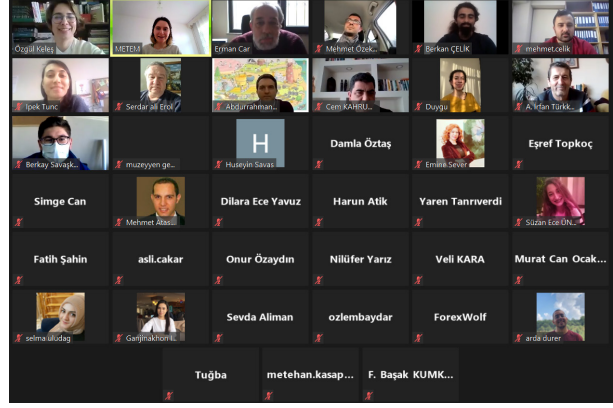 Özgül Keleş
METEM
Erman Car
Mehmet Özek...
Berkan ÇELİK
mehmet.celik
Ipek Tunc
Serdar ali Erol
Abdurrahman...
Cem KAHRU...
Duygu
A. İrfan Türkk...
Berkay Savaşk...
muzeyyen ge...
H
Huseyin Savas
Damla Öztaş
Emine Sever
Eşref Topkoç
Simge Can
Mehmet Atas...
Dilara Ece Yavuz
Harun Atik
Yaren Tanrıverdi
Süzan Ece ÜN...
Fatih Şahin
asli.cakar
Onur Özaydın
Nilüfer Yarız
Veli KARA
Murat Can Ocak...
selma uludag
Ganjinakhon I...
Sevda Aliman
ozlembaydar
ForexWolf
arda durer
Tuğba
metehan.kasap...
F. Başak KUMK...